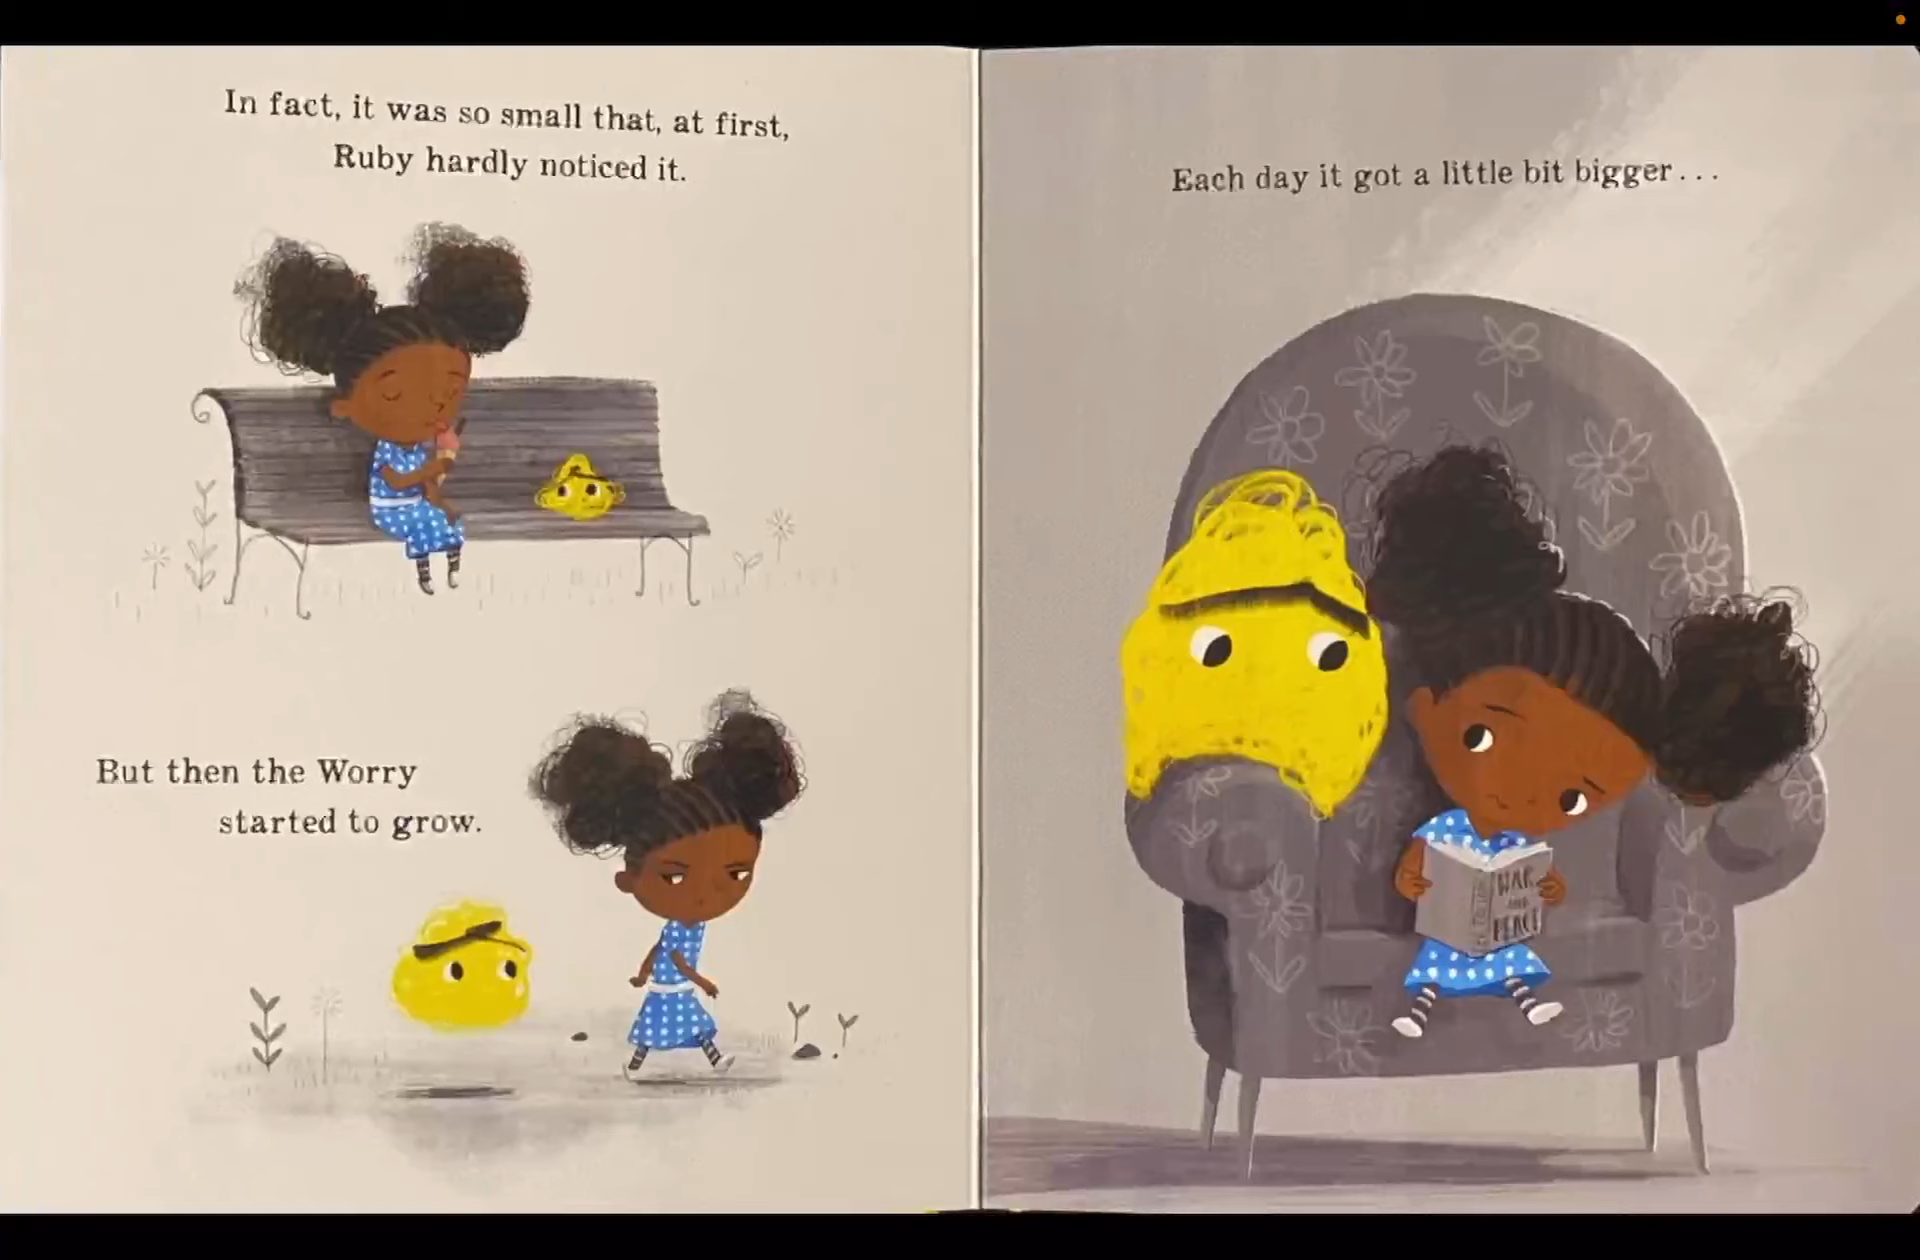 In fact, it was so small that, at first,
Ruby hardly noticed it.
But then the Worry
started to grow.
Each day it got a little bit bigger...
WAR
AND
PEACE